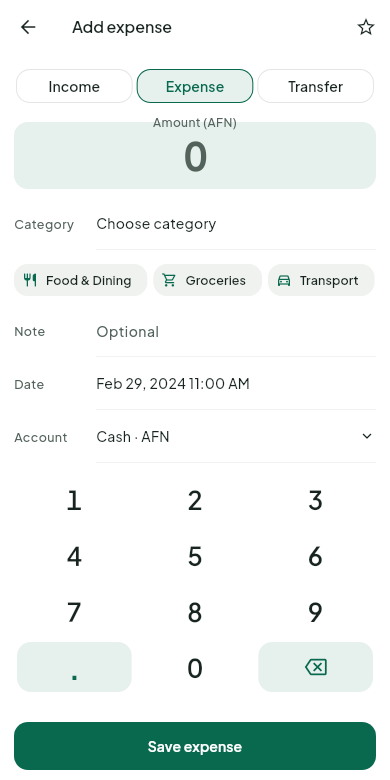 Add expense
Income Expense Transfer
Amount (AFN)
0
Category Choose category
Food & Dining Groceries Transport
Note Optional
Date Feb 29, 2024 11:00 AM
Account Cash · AFN
1 2 3
4 5 6
7 8 9
. 0
Save expense